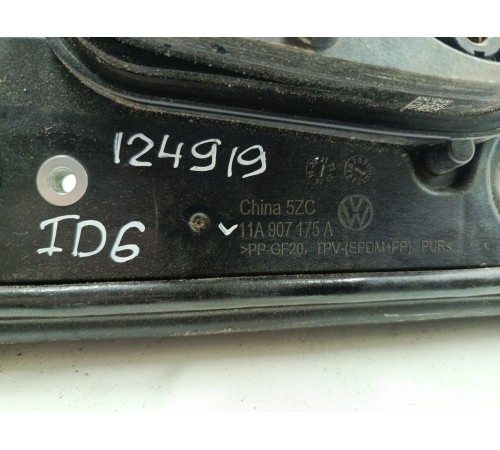 124919
China 5ZC
ID6
11A 907 175 A
>PP-GF20, TPV-(EPDM+PP), PUR<